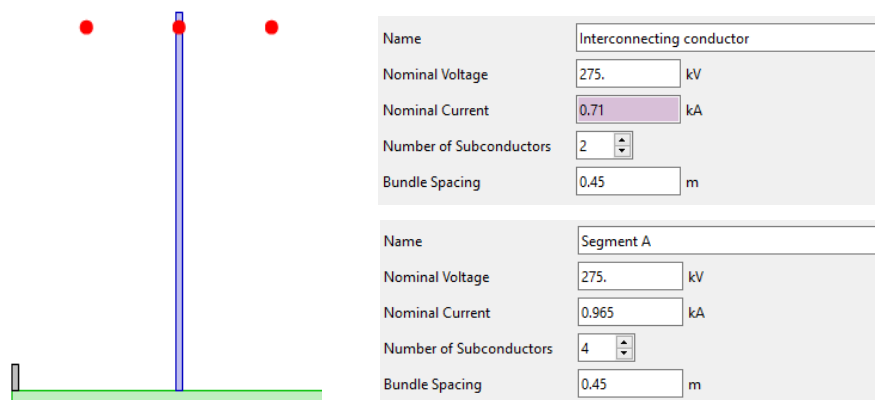 Name Interconnecting conductor
Nominal Voltage 275. kV
Nominal Current 0.71 kA
Number of Subconductors 2
Bundle Spacing 0.45 m
Name Segment A
Nominal Voltage 275. kV
Nominal Current 0.965 kA
Number of Subconductors 4
Bundle Spacing 0.45 m